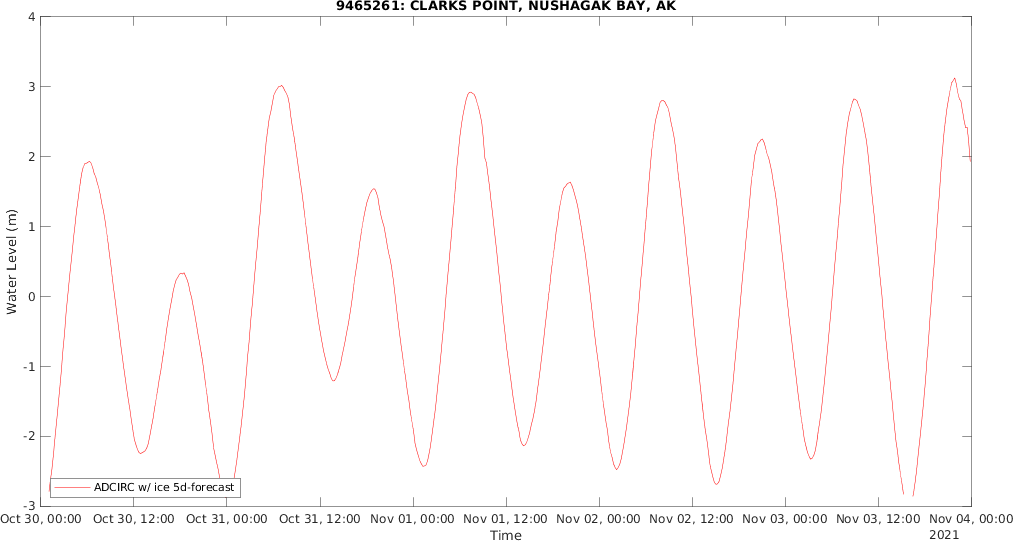 9465261: CLARKS POINT, NUSHAGAK BAY, AK
4
3
2
1
0
-1
-2
-3
Water Level (m)
ADCIRC w/ ice 5d-forecast
Oct 30, 00:00 Oct 30, 12:00 Oct 31, 00:00 Oct 31, 12:00 Nov 01, 00:00 Nov 01, 12:00 Nov 02, 00:00 Nov 02, 12:00 Nov 03, 00:00 Nov 03, 12:00 Nov 04, 00:00
Time
2021